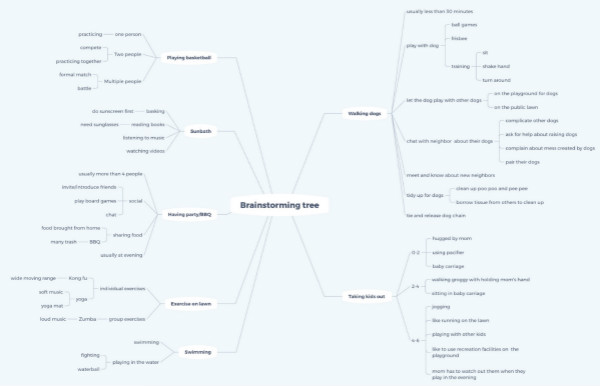 Brainstorming tree
Playing basketball
one person
practicing
Two people
compete
practicing together
Multiple people
formal match
battle
Sunbath
basking
do sunscreen first
reading books
need sunglasses
listening to music
watching videos
Having party/BBQ
usually more than 4 people
social
invite/introduce friends
play board games
chat
sharing food
food brought from home
BBQ
many trash
usually at evening
Exercise on lawn
individual exercises
Kong fu
wide moving range
yoga
soft music
yoga mat
group exercises
Zumba
loud music
Swimming
swimming
playing in the water
fighting
waterball
Walking dogs
usually less than 30 minutes
play with dog
ball games
frisbee
training
sit
shake hand
turn around
let the dog play with other dogs
on the playground for dogs
on the public lawn
chat with neighbor about their dogs
complicate other dogs
ask for help about raising dogs
complain about mess created by dogs
pat their dogs
meet and know about new neighbors
tidy up for dogs
clean up poo poo and pee pee
borrow tissue from others to clean up
tie and release dog chain
Taking kids out
0-2
hugged by mom
using pacifier
baby carriage
2-4
walking groggy with holding mom's hand
sitting in baby carriage
4-6
jogging
like running on the lawn
playing with other kids
like to use recreation facilities on the
playground
mom has to watch out them when they
play in the evening